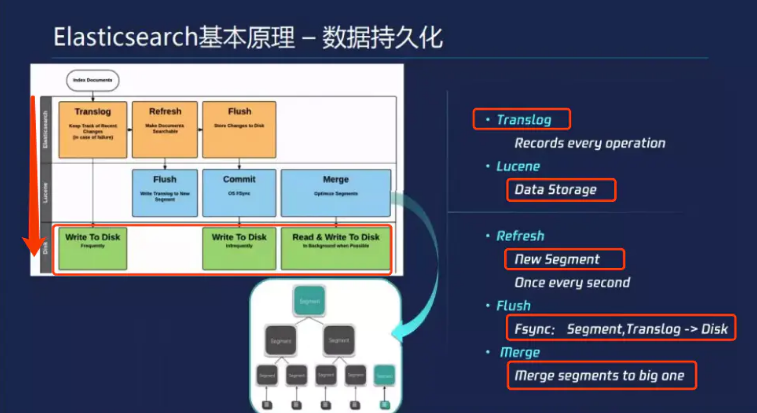 Elasticsearch基本原理 – 数据持久化
Index Documents
Elasticsearch
Translog
Keep Track of Recent
Changes
(in case of failure)
Refresh
Make Documents
Searchable
Flush
Store Changes to Disk
Lucene
Flush
Write Translog to New
Segment
Commit
OS FSync
Merge
Optimize Segments
Disk
Write To Disk
Frequently
Write To Disk
Infrequently
Read & Write To Disk
In Background when Possible
Segment
Segment
Segment
Segment
Segment
Segment
Segment
Segment
• Translog
Records every operation
• Lucene
Data Storage
• Refresh
New Segment
Once every second
• Flush
Fsync: Segment,Translog -> Disk
• Merge
Merge segments to big one